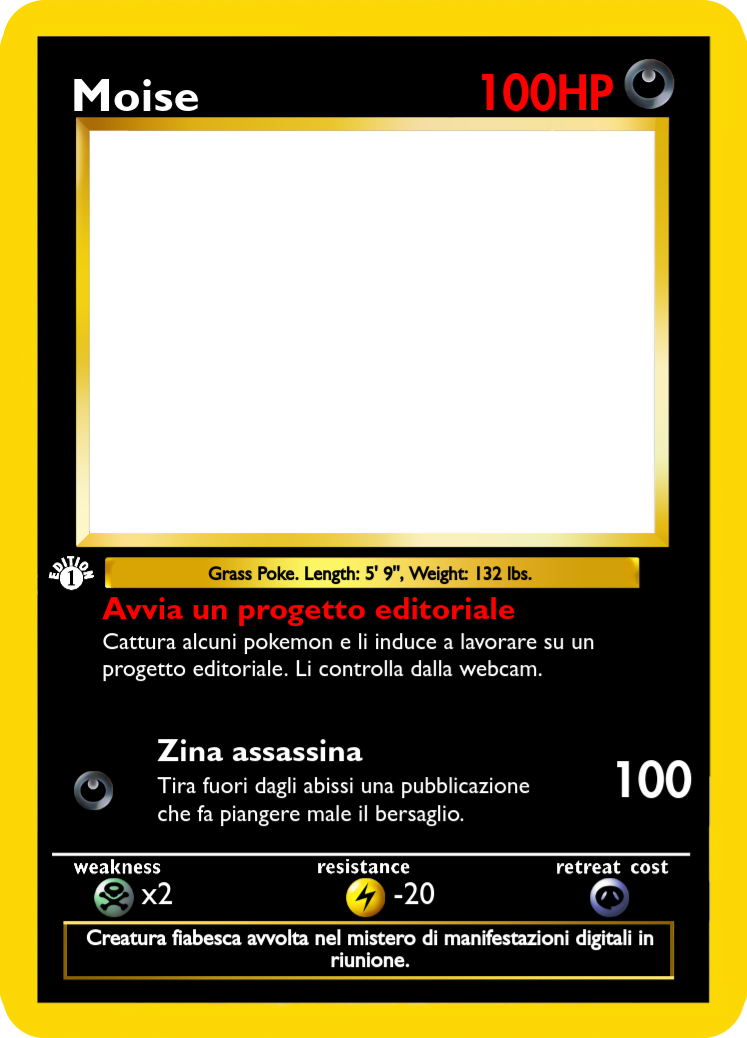 Moise 100HP
EDITION 1
Grass Poke. Length: 5' 9", Weight: 132 lbs.
Avvia un progetto editoriale
Cattura alcuni pokemon e li induce a lavorare su un
progetto editoriale. Li controlla dalla webcam.
Zina assassina
100
Tira fuori dagli abissi una pubblicazione
che fa piangere male il bersaglio.
weakness resistance retreat cost
x2 -20
Creatura fiabesca avvolta nel mistero di manifestazioni digitali in
riunione.